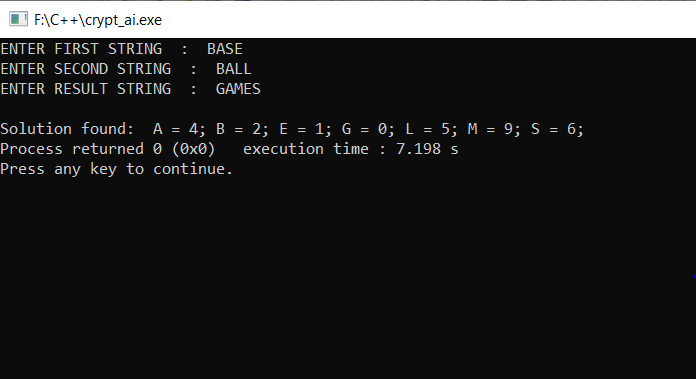 F:\C++\crypt_ai.exe
ENTER FIRST STRING  :  BASE
ENTER SECOND STRING  :  BALL
ENTER RESULT STRING  :  GAMES
Solution found:  A = 4; B = 2; E = 1; G = 0; L = 5; M = 9; S = 6;
Process returned 0 (0x0)   execution time : 7.198 s
Press any key to continue.